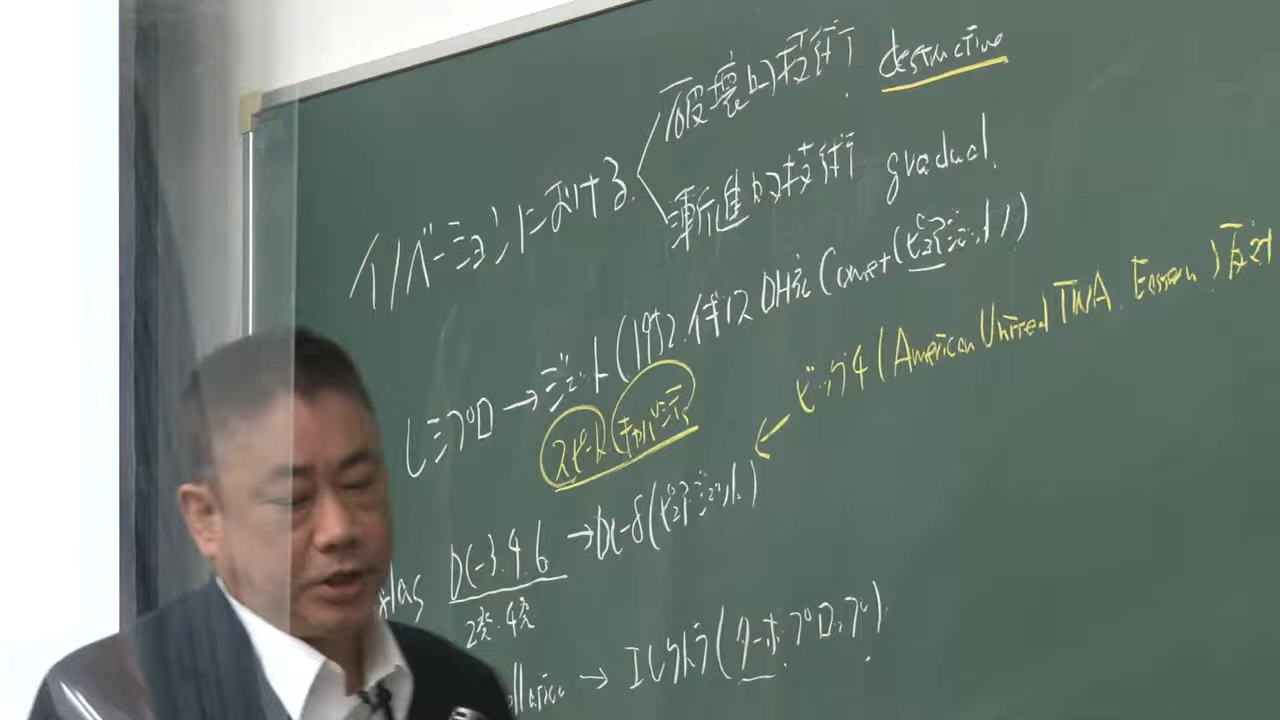 イノベーションにおける
破壊的技術 destructive
漸進的技術 gradual
レシプロ→ジェット(1952. DH社 Comet(ピュアジェット))
スピード キャパシティ
ビッグ4(American United TWA Eastern)反対
las DC-3.4.6→DC-8(ピュアジェット)
2発.4発
ellation → エレクトラ(ターボ.プロップ)